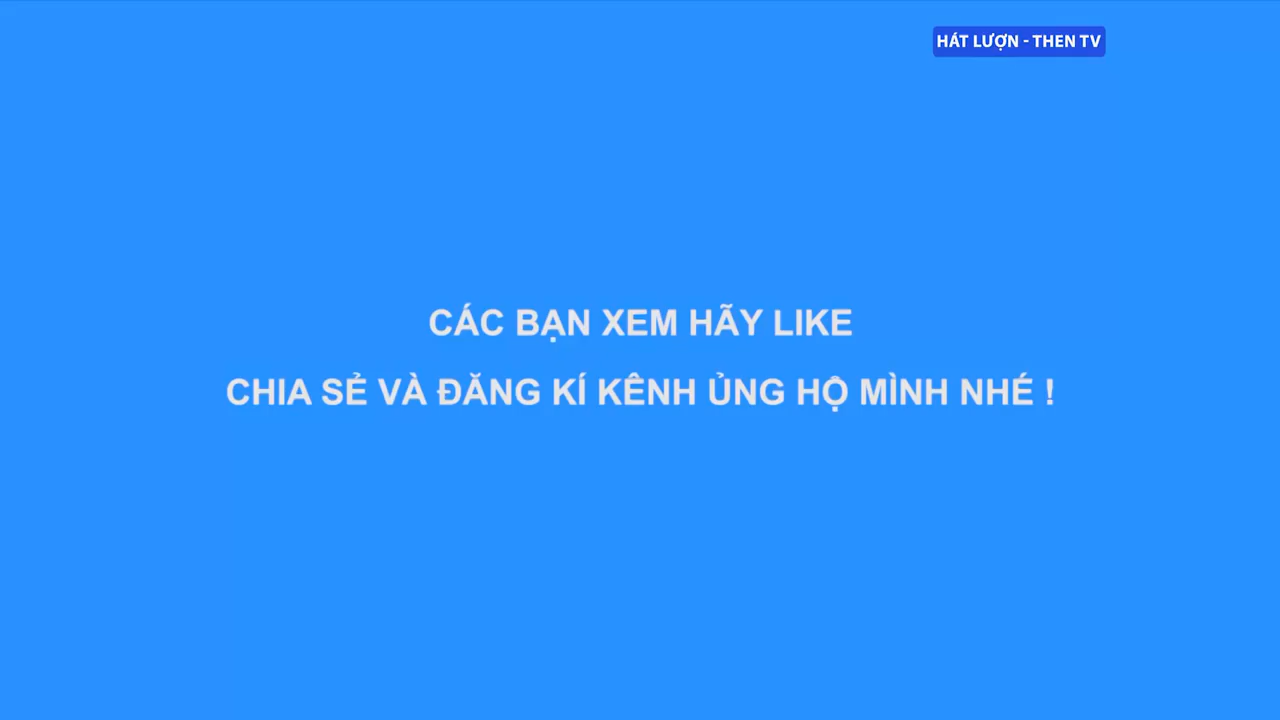 HÁT LƯỢN - THEN TV
CÁC BẠN XEM HÃY LIKE
CHIA SẺ VÀ ĐĂNG KÍ KÊNH ỦNG HỘ MÌNH NHÉ !